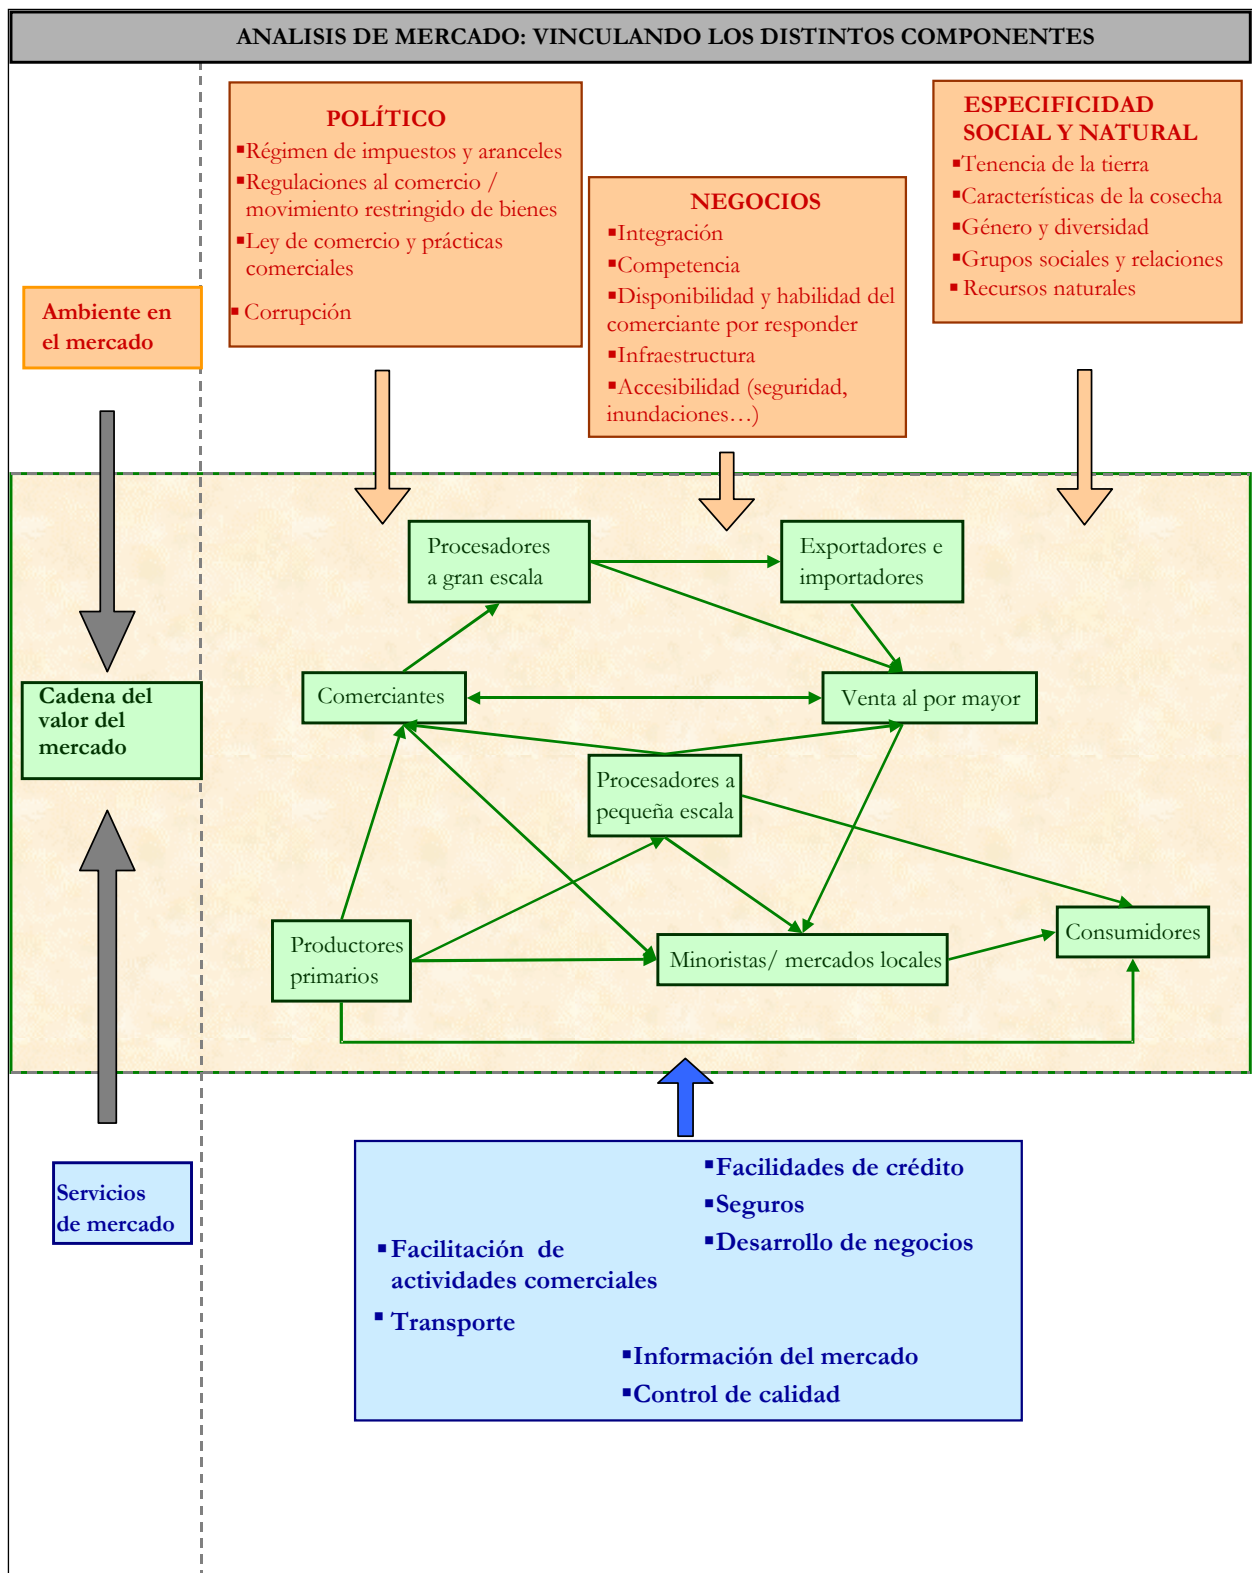 ANALISIS DE MERCADO: VINCULANDO LOS DISTINTOS COMPONENTES
POLÍTICO
▪Régimen de impuestos y aranceles
▪Regulaciones al comercio /
movimiento restringido de bienes
▪Ley de comercio y prácticas
comerciales
▪ Corrupción
NEGOCIOS
▪Integración
▪Competencia
▪Disponibilidad y habilidad del
comerciante por responder
▪Infraestructura
▪Accesibilidad (seguridad,
inundaciones…)
ESPECIFICIDAD
SOCIAL Y NATURAL
▪Tenencia de la tierra
▪Características de la cosecha
▪Género y diversidad
▪Grupos sociales y relaciones
▪ Recursos naturales
Ambiente en
el mercado
Procesadores
a gran escala
Exportadores e
importadores
Cadena del
valor del
mercado
Comerciantes
Venta al por mayor
Procesadores a
pequeña escala
Productores
primarios
Minoristas/ mercados locales
Consumidores
Servicios
de mercado
▪Facilidades de crédito
▪Seguros
▪Desarrollo de negocios
▪Facilitación de
actividades comerciales
▪ Transporte
▪Información del mercado
▪Control de calidad